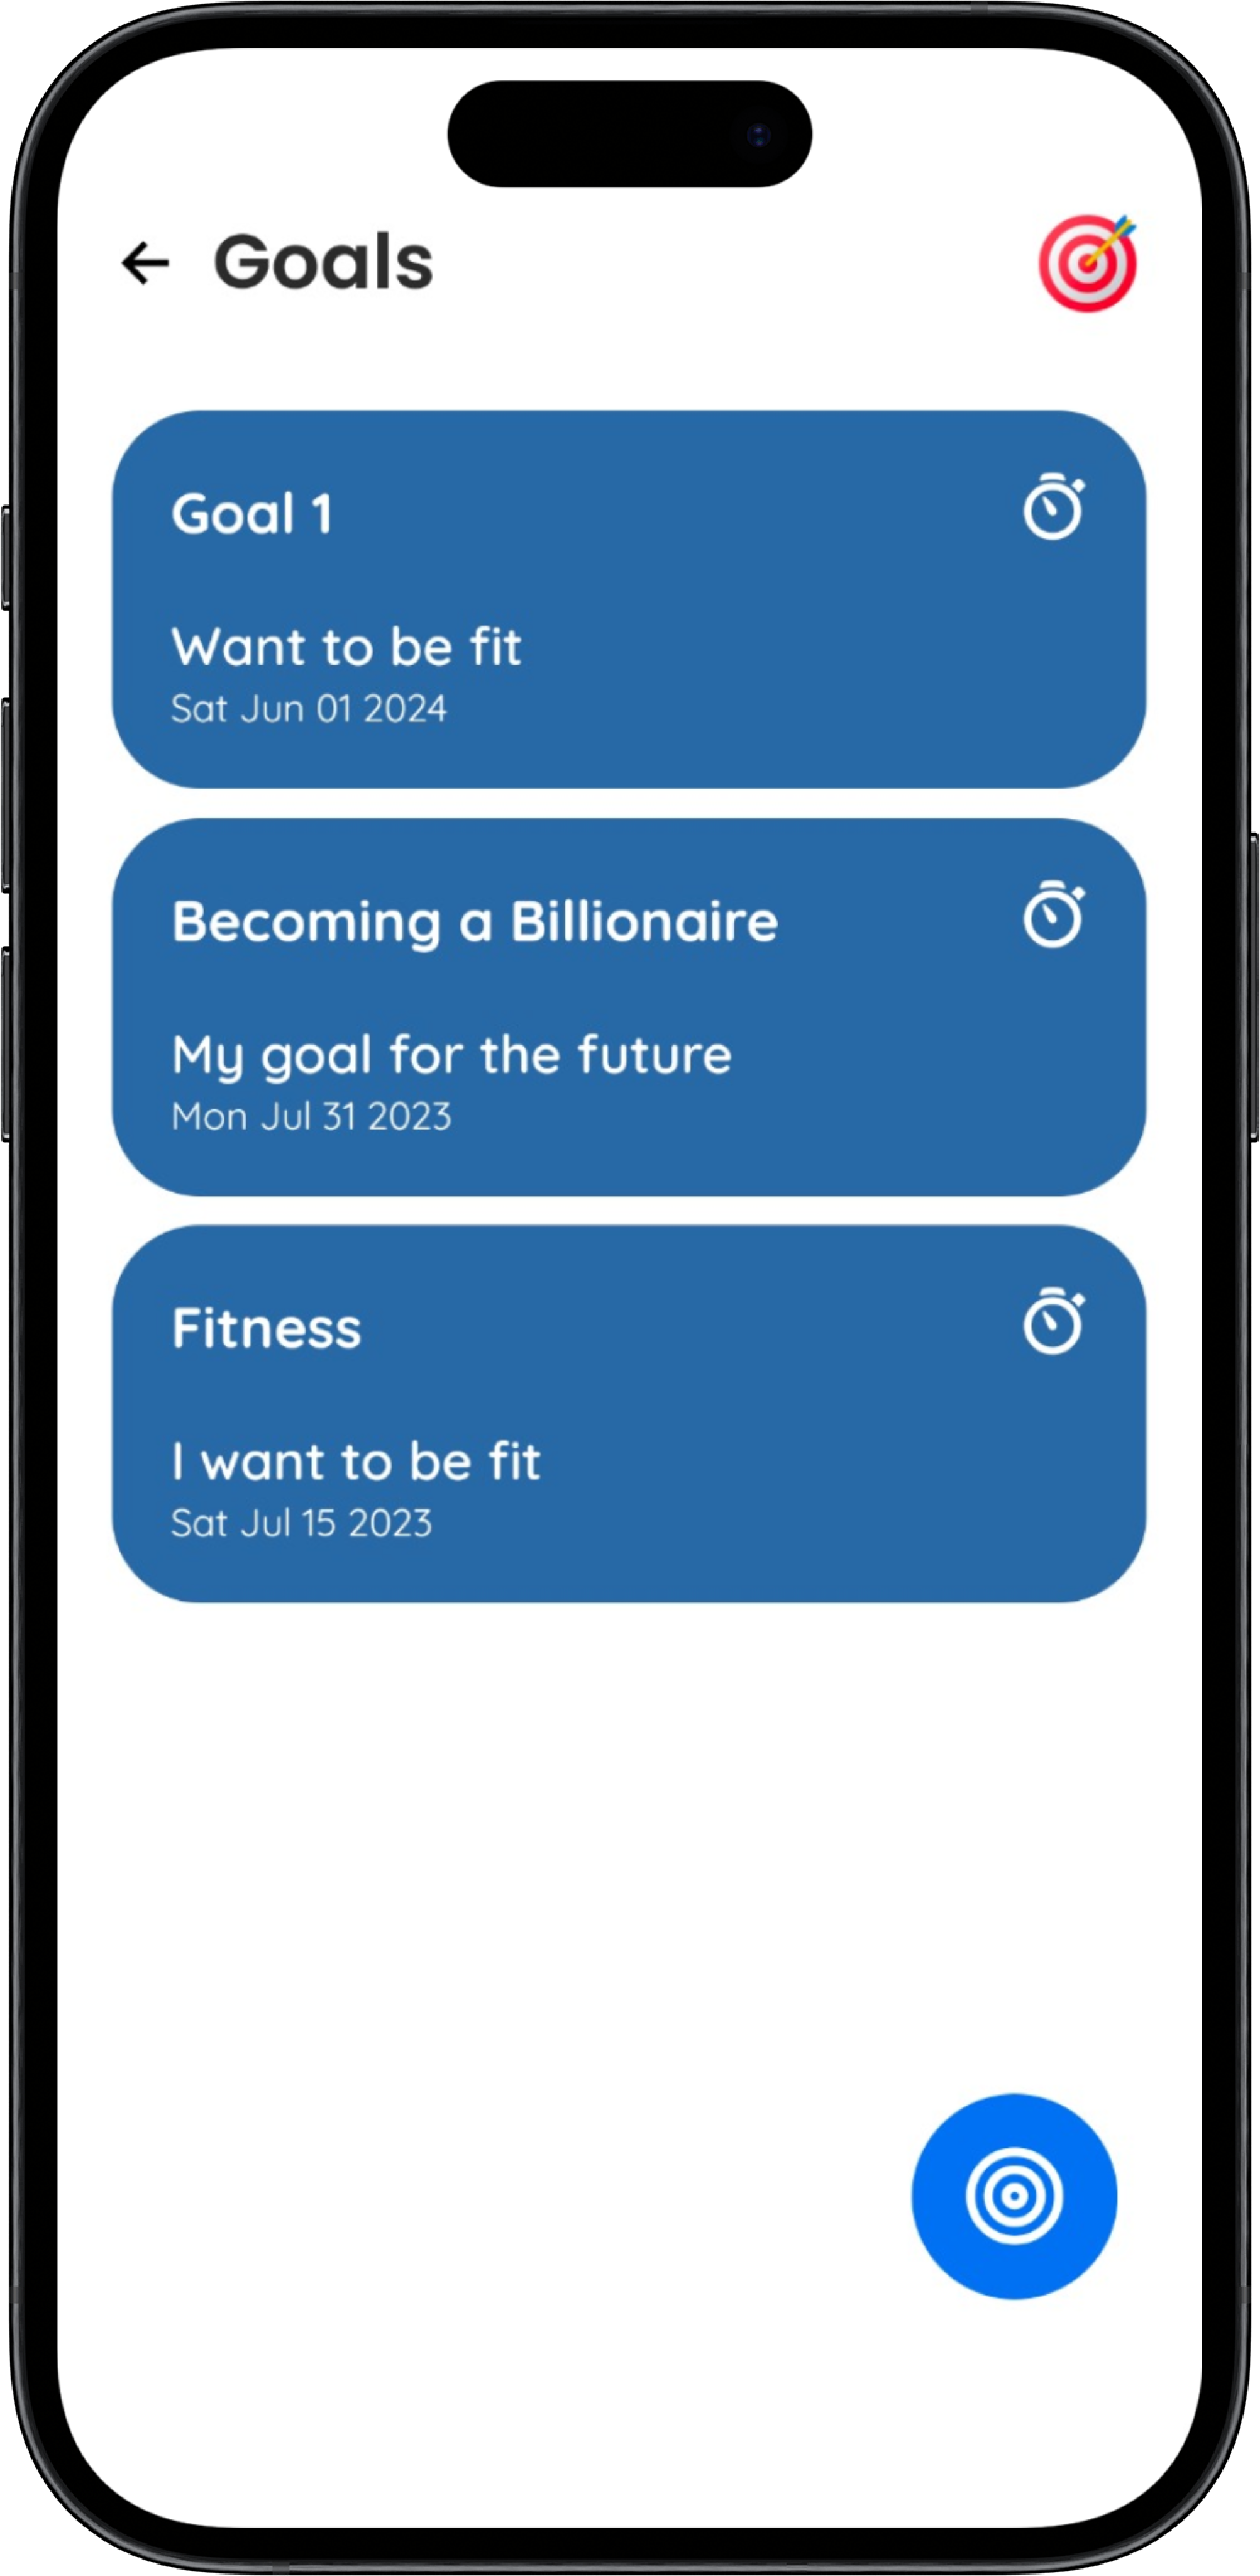 Goals
Goal 1
Want to be fit
Sat Jun 01 2024
Becoming a Billionaire
My goal for the future
Mon Jul 31 2023
Fitness
I want to be fit
Sat Jul 15 2023